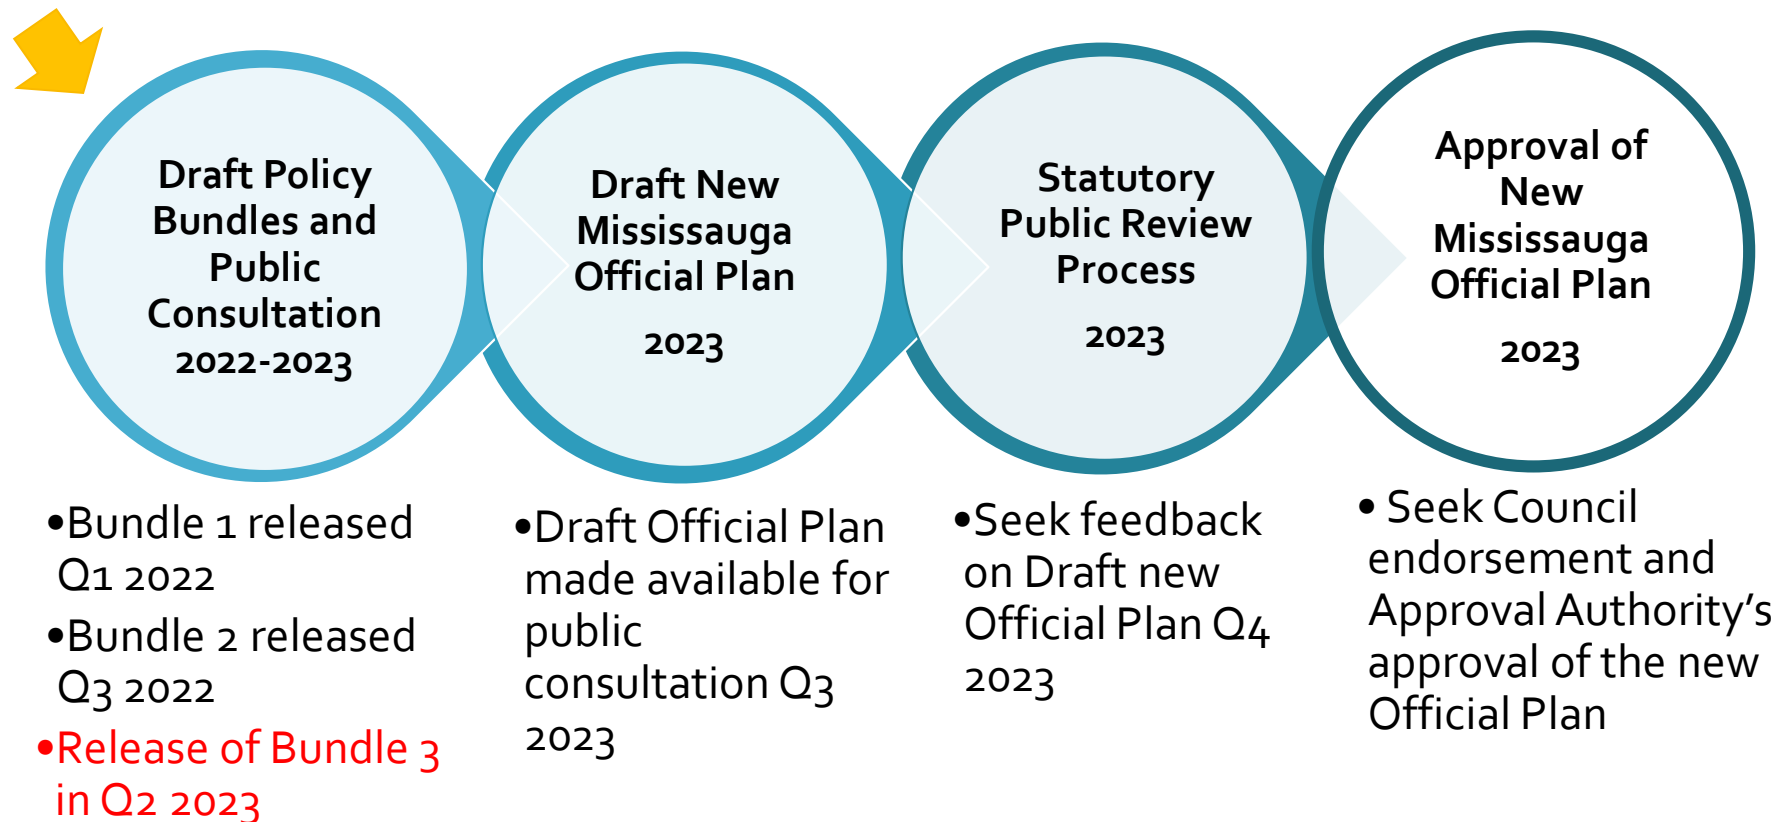 Draft Policy
Bundles and
Public
Consultation
2022-2023
•Bundle 1 released
Q1 2022
•Bundle 2 released
Q3 2022
•Release of Bundle 3
in Q2 2023
Draft New
Mississauga
Official Plan
2023
•Draft Official Plan
made available for
public
consultation Q3
2023
Statutory
Public Review
Process
2023
•Seek feedback
on Draft new
Official Plan Q4
2023
Approval of
New
Mississauga
Official Plan
2023
• Seek Council
endorsement and
Approval Authority’s
approval of the new
Official Plan